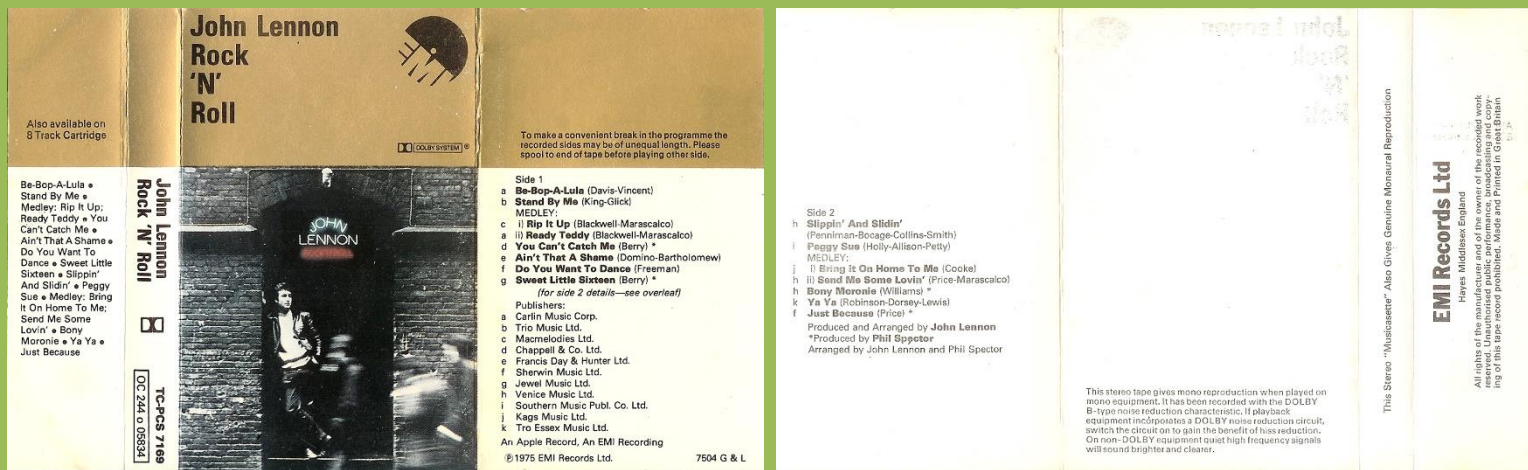 Also available on
8 Track Cartridge
Be-Bop-A-Lula ●
Stand By Me ●
Medley: Rip It Up;
Ready Teddy ● You
Can't Catch Me ●
Ain't That A Shame ●
Do You Want To
Dance ● Sweet Little
Sixteen ● Slippin'
And Slidin' ● Peggy
Sue ● Medley: Bring
It On Home To Me;
Send Me Some
Lovin' ● Bony
Moronie ● Ya Ya ●
Just Because
John Lennon
Rock 'N' Roll
TC-PCS 7169
OC 244 o 05834
John Lennon
Rock
'N'
Roll
EMI
DOLBY SYSTEM ®
JOHN
LENNON
ROCK'N'ROLL
To make a convenient break in the programme the
recorded sides may be of unequal length. Please
spool to end of tape before playing other side.
Side 1
a Be-Bop-A-Lula (Davis-Vincent)
b Stand By Me (King-Glick)
MEDLEY:
c i) Rip It Up (Blackwell-Marascalco)
a ii) Ready Teddy (Blackwell-Marascalco)
d You Can't Catch Me (Berry) *
e Ain't That A Shame (Domino-Bartholomew)
f Do You Want To Dance (Freeman)
g Sweet Little Sixteen (Berry) *
(for side 2 details—see overleaf)
Publishers:
a Carlin Music Corp.
b Trio Music Ltd.
c Macmelodies Ltd.
d Chappell & Co. Ltd.
e Francis Day & Hunter Ltd.
f Sherwin Music Ltd.
g Jewel Music Ltd.
h Venice Music Ltd.
i Southern Music Publ. Co. Ltd.
j Kags Music Ltd.
k Tro Essex Music Ltd.
An Apple Record, An EMI Recording
℗1975 EMI Records Ltd. 7504 G & L
Side 2
h Slippin' And Slidin'
(Penniman-Bocage-Collins-Smith)
i Peggy Sue (Holly-Allison-Petty)
MEDLEY:
j i) Bring It On Home To Me (Cooke)
h ii) Send Me Some Lovin' (Price-Marascalco)
h Bony Moronie (Williams) *
k Ya Ya (Robinson-Dorsey-Lewis)
f Just Because (Price) *
Produced and Arranged by John Lennon
*Produced by Phil Spector
Arranged by John Lennon and Phil Spector
This stereo tape gives mono reproduction when played on
mono equipment. It has been recorded with the DOLBY
B-type noise reduction characteristic. If playback
equipment incorporates a DOLBY noise reduction circuit,
switch the circuit on to gain the benefit of hiss reduction.
On non-DOLBY equipment quiet high frequency signals
will sound brighter and clearer.
This Stereo "Musicasette" Also Gives Genuine Monaural Reproduction
EMI Records Ltd
Hayes Middlesex England
All rights of the manufacturer and of the owner of the recorded work
reserved. Unauthorised public performance, broadcasting and copy-
ing of this tape record prohibited. Made and Printed in Great Britain